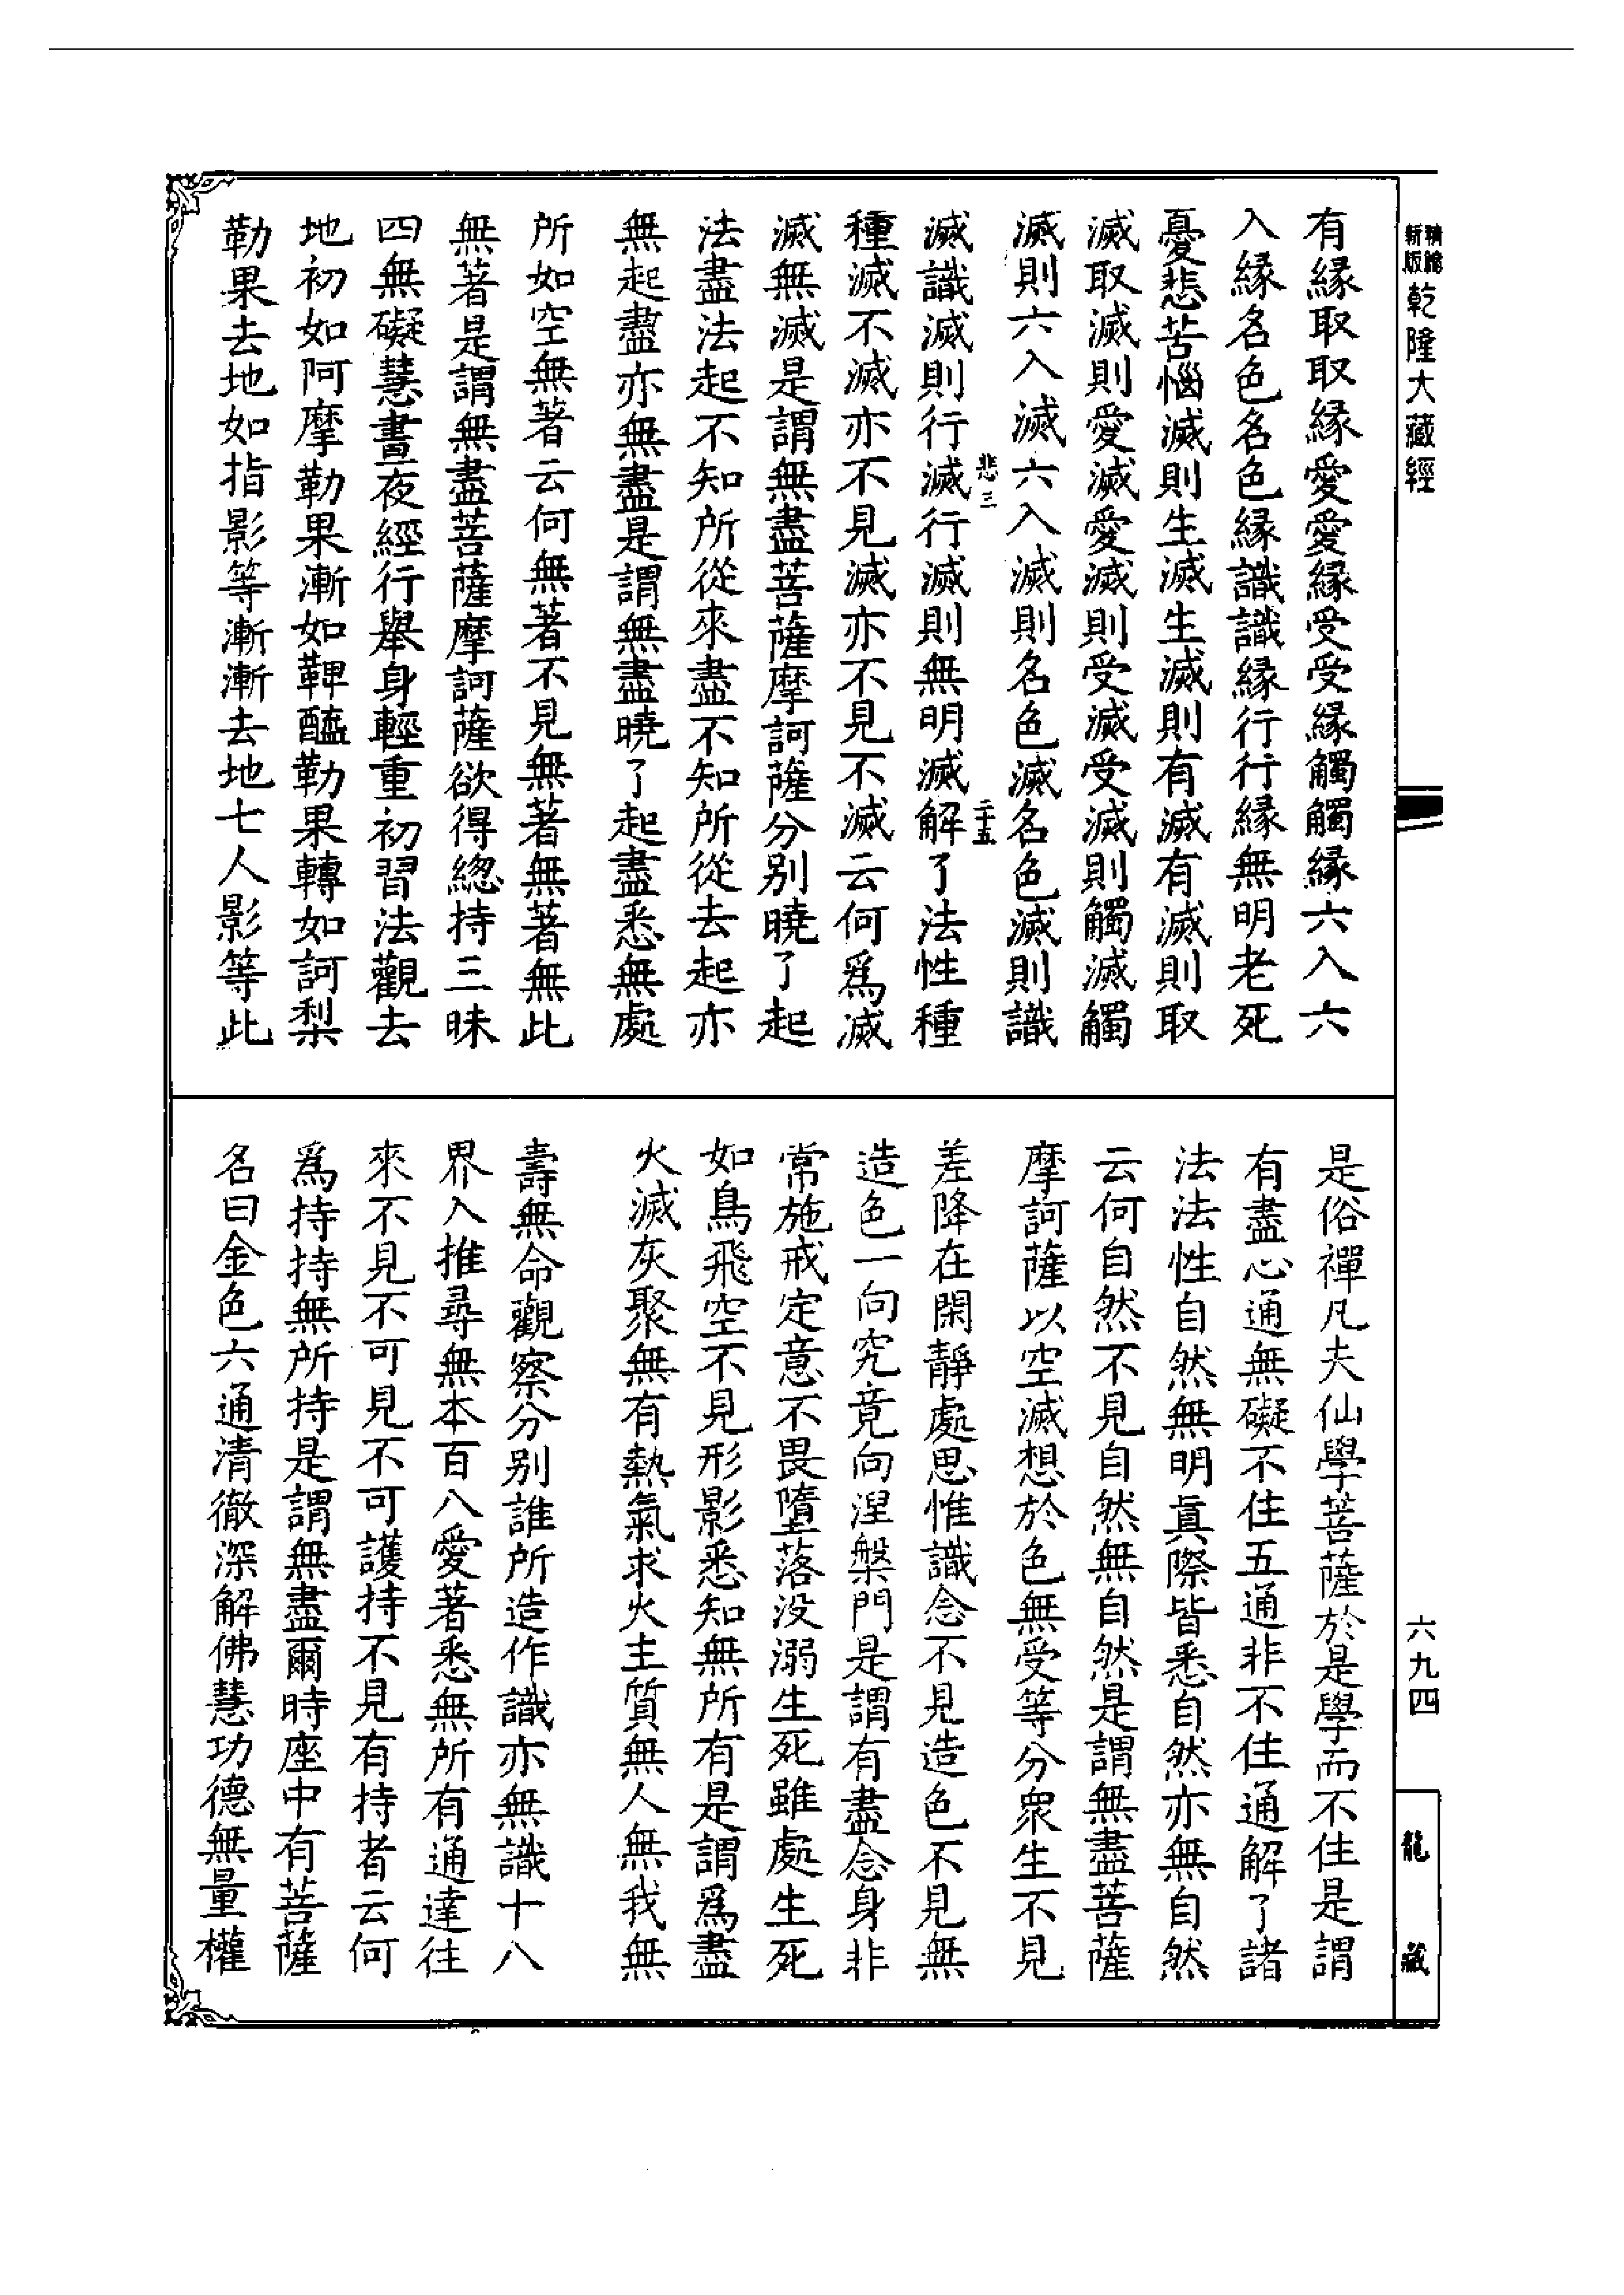 精縮新版乾隆大藏經
六九四
龍藏
有縁取取縁愛愛縁受受縁觸觸縁六入六
入縁名色名色縁識識縁行行縁無明老死
憂悲苦惱滅則生滅生滅則有滅有滅則取
滅取滅則愛滅愛滅則受滅受滅則觸滅觸
滅則六入滅六入滅則名色滅名色滅則識
悲三
二十五
滅識滅則行滅行滅則無明滅解了法性種
種滅不滅亦不見滅亦不見不滅云何爲滅
滅無滅是謂無盡菩薩摩訶薩分別曉了起
法盡法起不知所從來盡不知所從去起亦
無起盡亦無盡是謂無盡曉了起盡悉無處
所如空無著云何無著不見無著無著無此
無著是謂無盡菩薩摩訶薩欲得總持三昧
四無礙慧晝夜經行舉身輕重初習法觀去
地初如阿摩勒果漸如鞞醯勒果轉如訶梨
勒果去地如指影等漸漸去地七人影等此
是俗禪凡夫仙學菩薩於是學而不住是謂
有盡心通無礙不住五通非不住通解了諸
法法性自然無明眞際皆悉自然亦無自然
云何自然不見自然無自然是謂無盡菩薩
摩訶薩以空滅想於色無受等分衆生不見
差降在閑靜處思惟識念不見造色不見無
造色一向究竟向涅槃門是謂有盡念身非
常施戒定意不畏墮落没溺生死雖處生死
如鳥飛空不見形影悉知無所有是謂爲盡
火滅灰聚無有熱氣求火主質無人無我無
壽無命觀察分別誰所造作識亦無識十八
界入推尋無本百八愛著悉無所有通達往
來不見不可見不可護持不見有持者云何
爲持持無所持是謂無盡爾時座中有菩薩
名曰金色六通清徹深解佛慧功德無量權